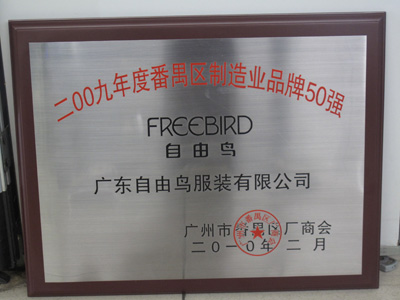 二00九年度番禺区制造业品牌50强
FREEBIRD
自由鸟
广东自由鸟服装有限公司
广州市番禺区厂商会
二〇一〇年二月